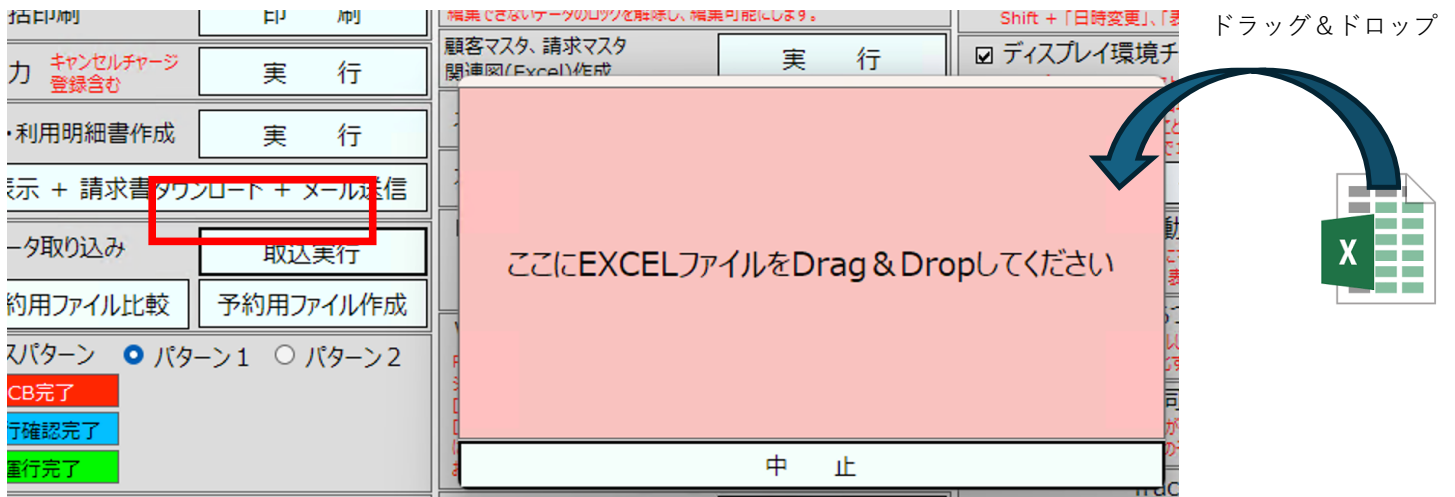 括印刷
印 刷
編集できないデータのロックを解除し、編集可能にします。
Shift + 「日時変更」、「表
ドラッグ＆ドロップ
力 キャンセルチャージ
登録含む
実 行
顧客マスタ、請求マスタ
関連図(Excel)作成
実 行
ディスプレイ環境チ
・利用明細書作成
実 行
表示 + 請求書ダウンロード + メール送信
ータ取り込み
取込実行
ここにEXCELファイルをDrag＆Dropしてください
X
約用ファイル比較
予約用ファイル作成
スパターン パターン１ パターン２
CB完了
行確認完了
運行完了
中 止